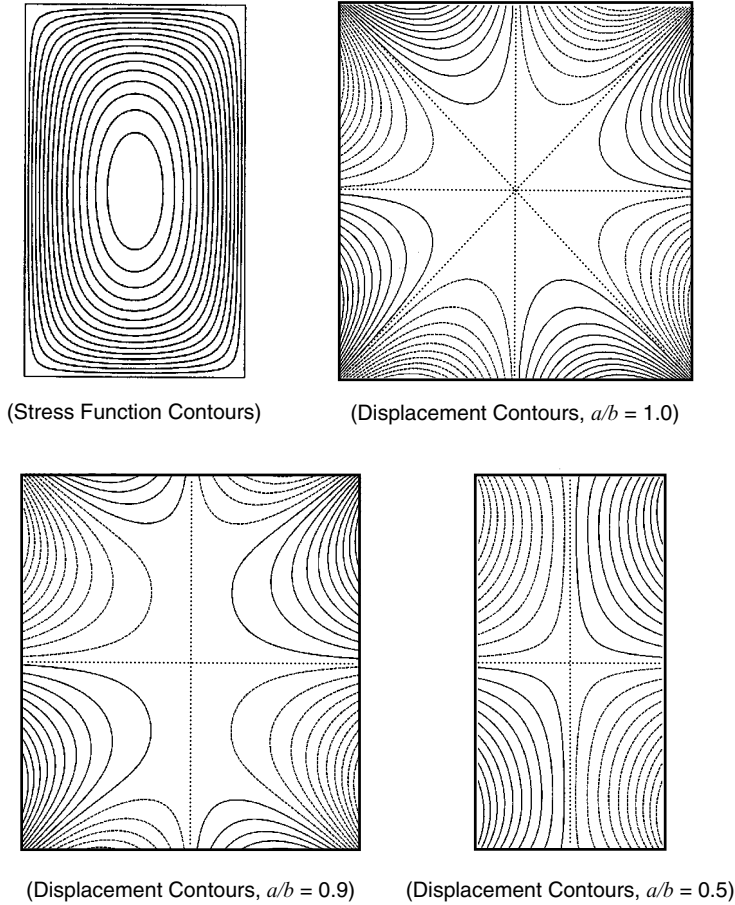 (Stress Function Contours)
(Displacement Contours, a/b = 1.0)
(Displacement Contours, a/b = 0.9)
(Displacement Contours, a/b = 0.5)